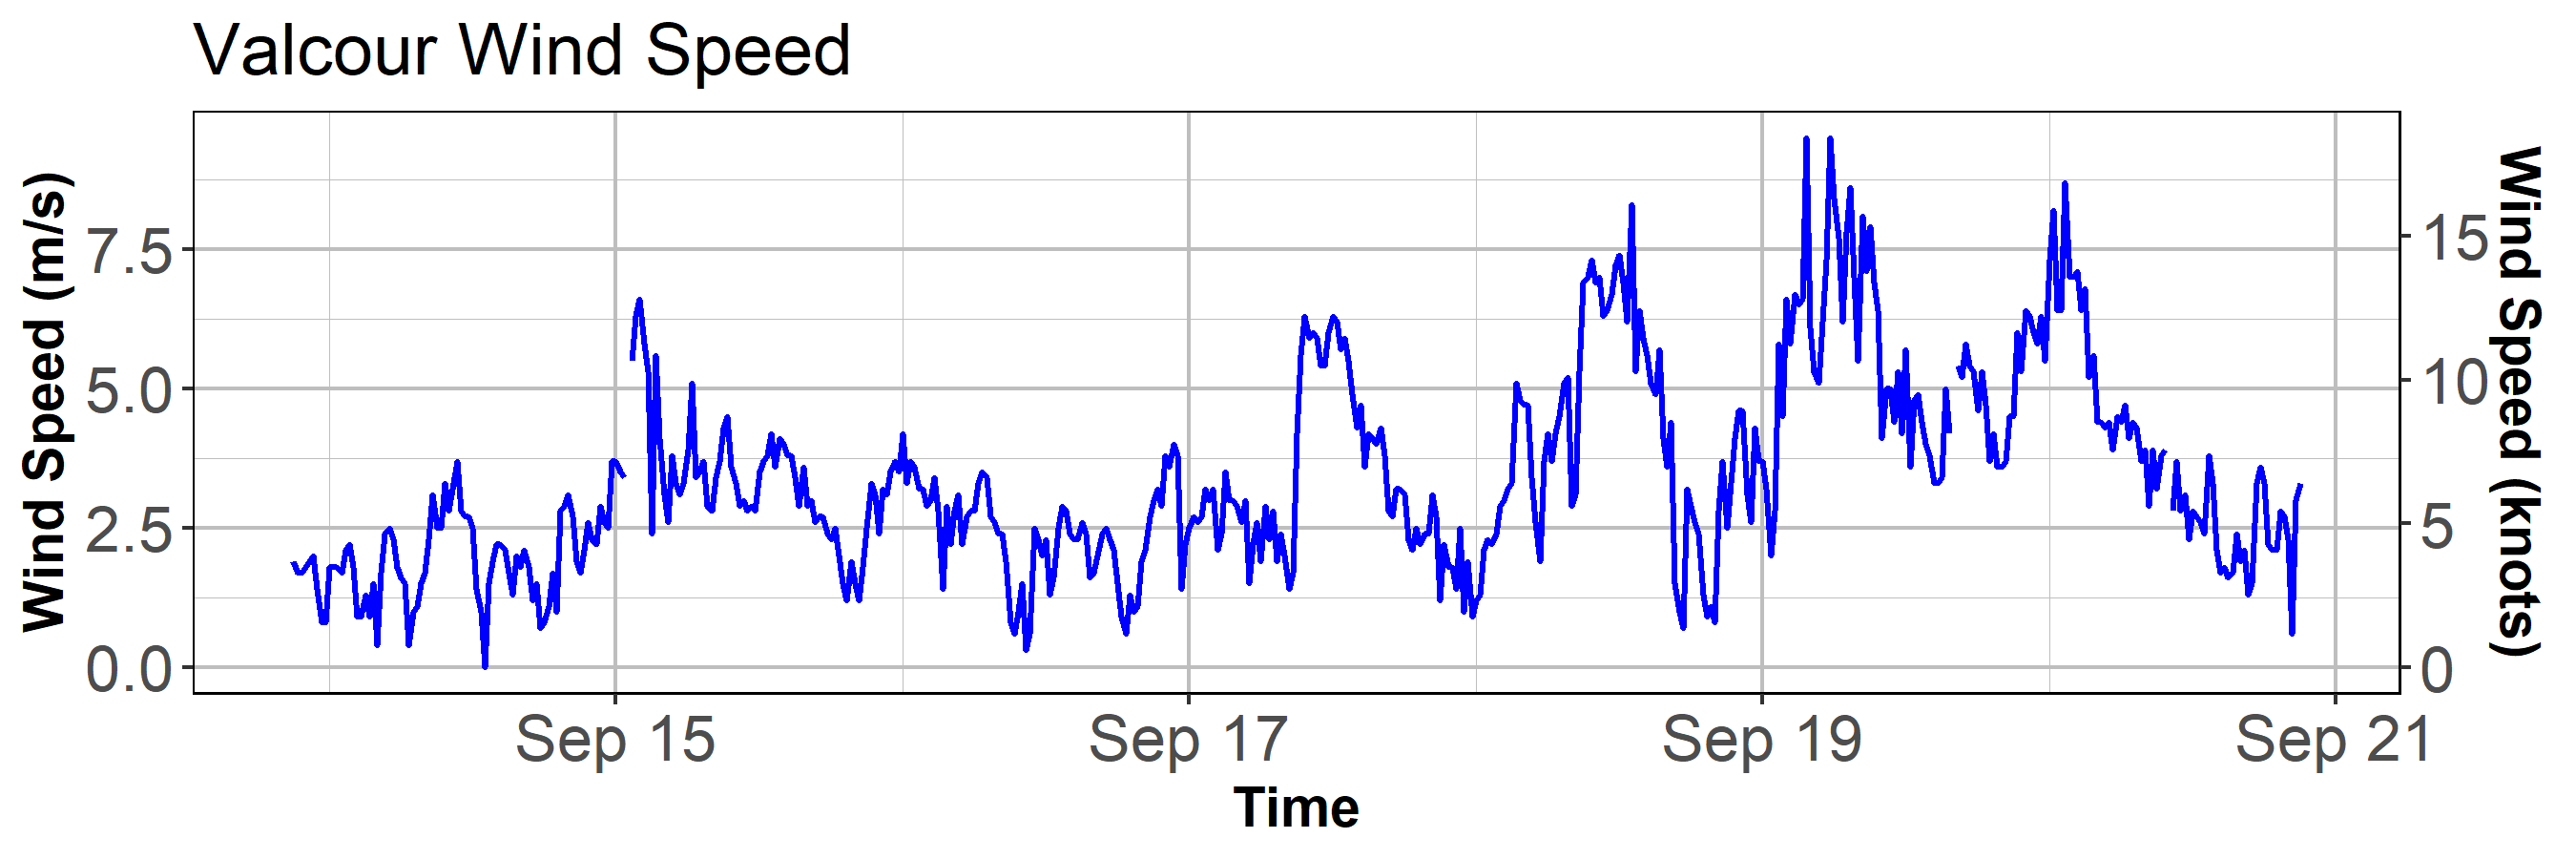 Valcour Wind Speed
Wind Speed (m/s)
7.5
5.0
2.5
0.0
15
10
5
0
Wind Speed (knots)
Sep 15
Sep 17
Sep 19
Sep 21
Time